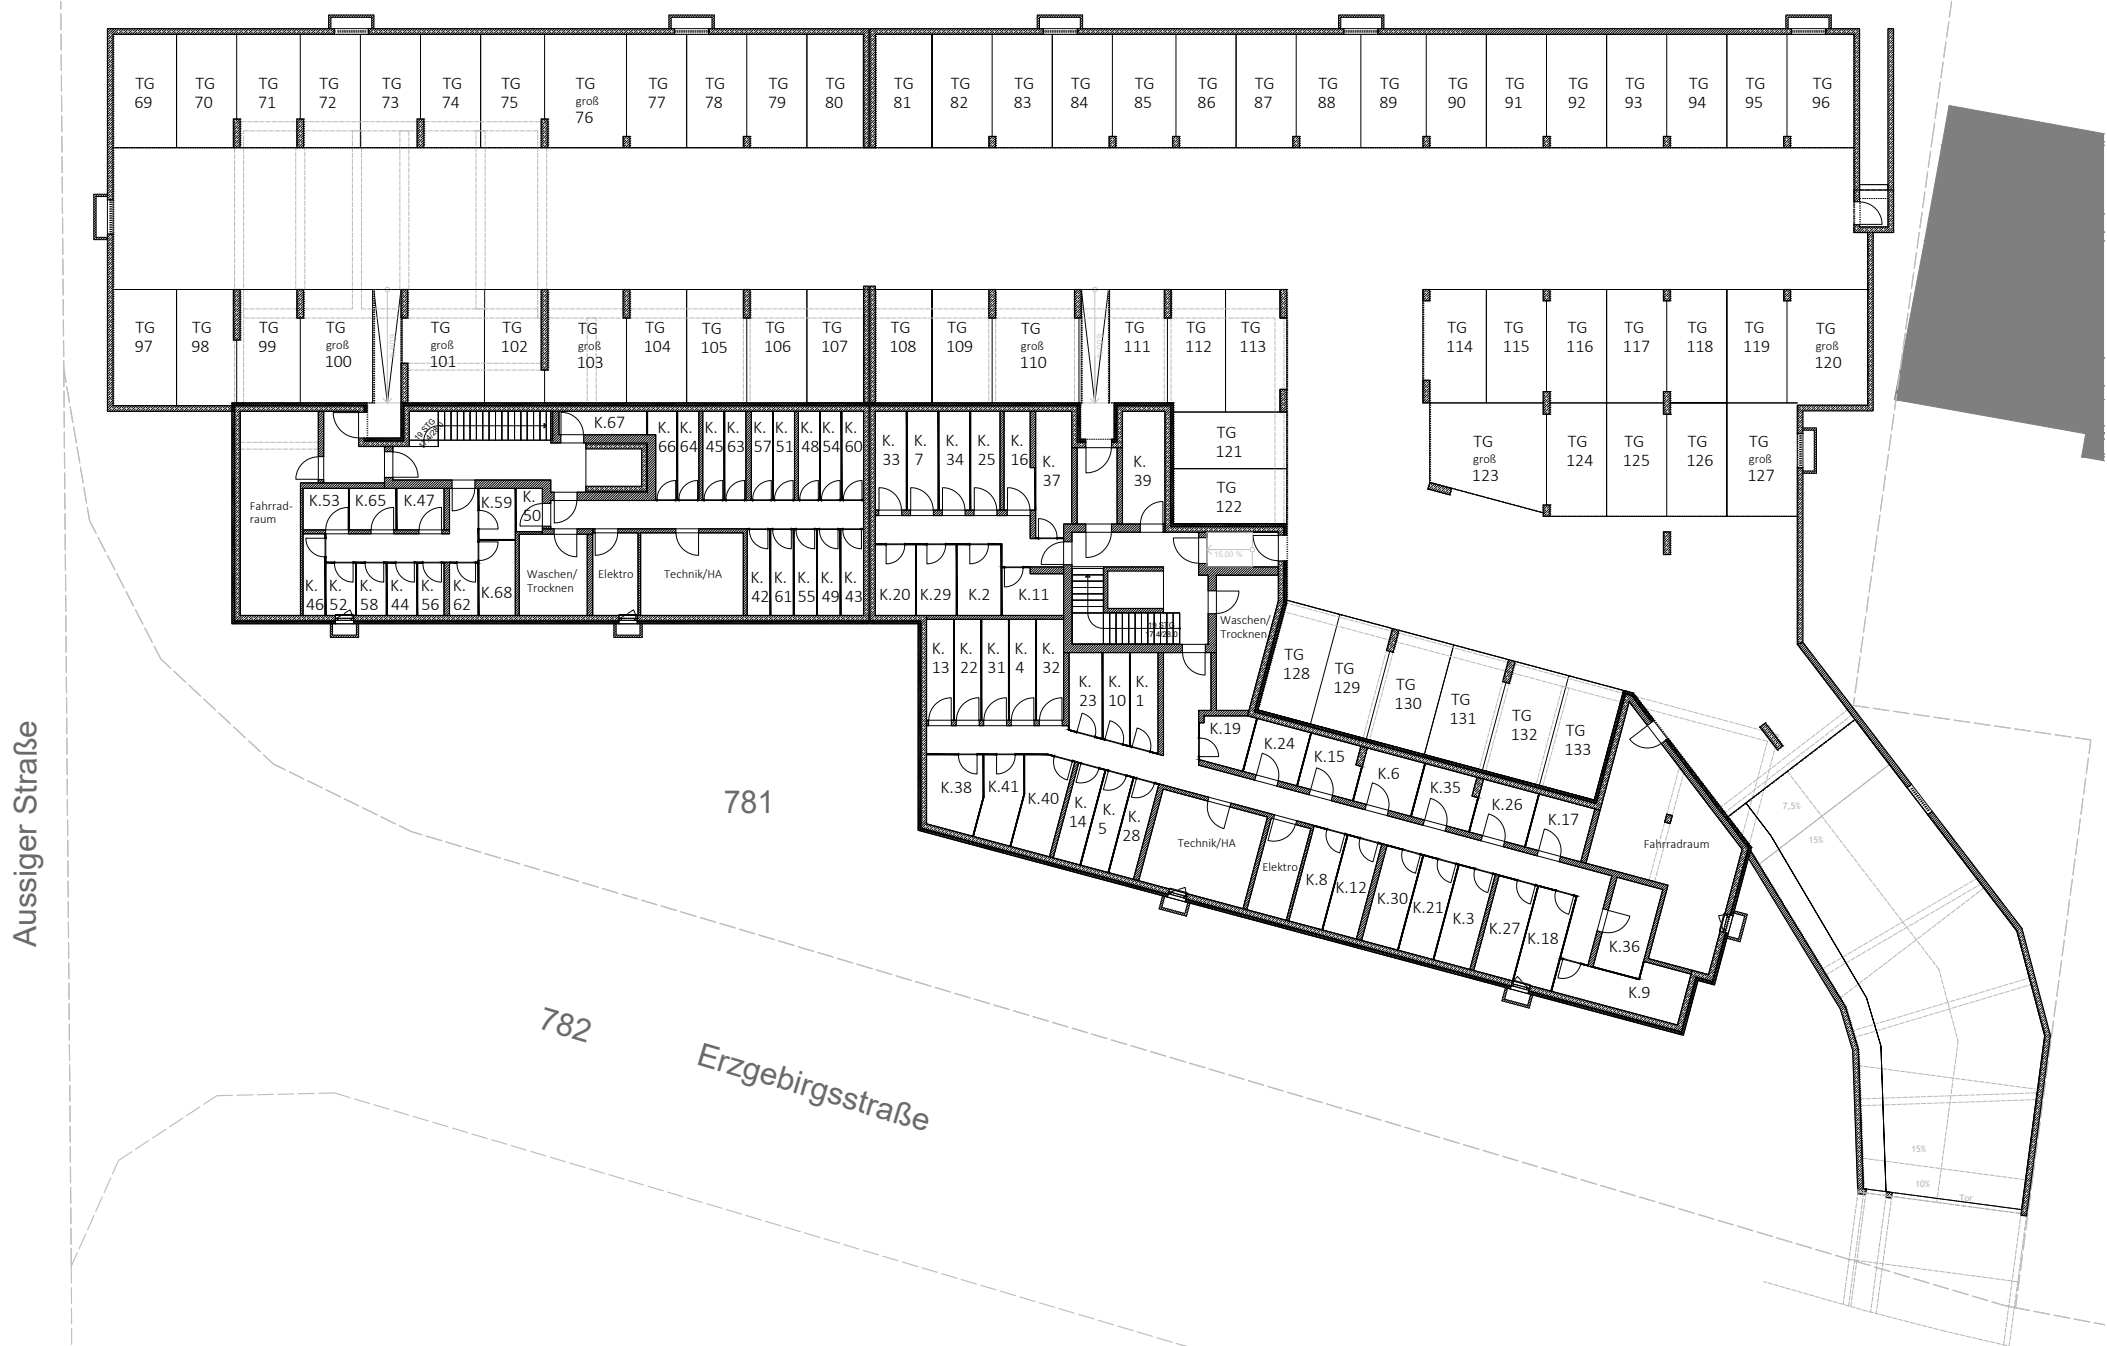 TG
69
TG
70
TG
71
TG
72
TG
73
TG
74
TG
75
TG
groß
76
TG
77
TG
78
TG
79
TG
80
TG
81
TG
82
TG
83
TG
84
TG
85
TG
86
TG
87
TG
88
TG
89
TG
90
TG
91
TG
92
TG
93
TG
94
TG
95
TG
96
TG
97
TG
98
TG
99
TG
groß
100
TG
groß
101
TG
102
TG
groß
103
TG
104
TG
105
TG
106
TG
107
TG
108
TG
109
TG
groß
110
TG
111
TG
112
TG
113
TG
114
TG
115
TG
116
TG
117
TG
118
TG
119
TG
groß
120
TG
121
TG
122
TG
groß
123
TG
124
TG
125
TG
126
TG
groß
127
K.67
K.
66
K.
64
K.
45
K.
63
K.
57
K.
51
K.
48
K.
54
K.
60
K.
33
K.
7
K.
34
K.
25
K.
16
K.
37
K.
39
Fahrrad-
raum
K.53
K.65
K.47
K.59
K.
50
K.
46
K.
52
K.
58
K.
44
K.
56
K.
62
K.68
Waschen/
Trocknen
Elektro
Technik/HA
K.
42
K.
61
K.
55
K.
49
K.
43
K.20
K.29
K.2
K.11
15.00 %
Waschen/
Trocknen
K.
13
K.
22
K.
31
K.
4
K.
32
K.
23
K.
10
K.
1
TG
128
TG
129
TG
130
TG
131
TG
132
TG
133
K.19
K.24
K.15
K.6
K.35
K.26
K.17
K.38
K.41
K.40
K.
14
K.
5
K.
28
Technik/HA
Elektro
K.8
K.12
K.30
K.21
K.3
K.27
K.18
K.36
K.9
Fahrradraum
7,5%
15%
15%
10%
Tor
781
782
Erzgebirgsstraße
Aussiger Straße